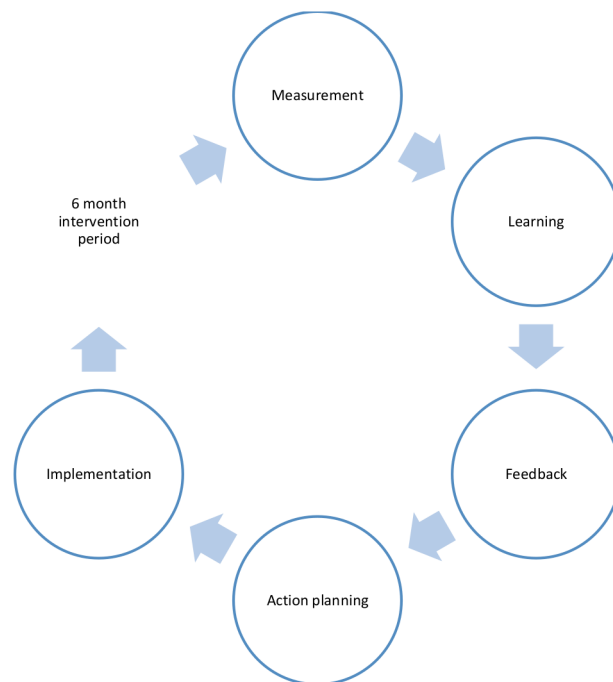 Measurement
Learning
Feedback
Action planning
Implementation
6 month
intervention
period